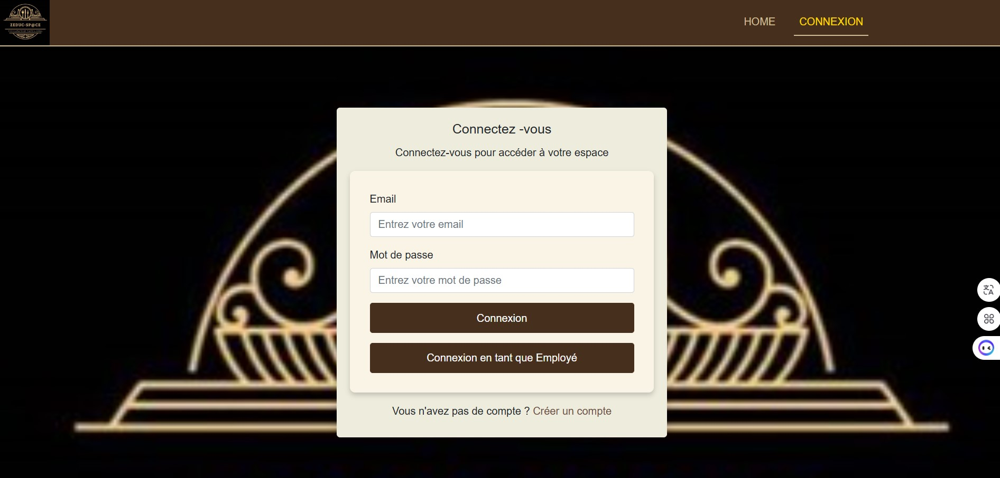 ZEDUC-SP@CE
HOME
CONNEXION
Connectez -vous
Connectez-vous pour accéder à votre espace
Email
Entrez votre email
Mot de passe
Entrez votre mot de passe
Connexion
Connexion en tant que Employé
Vous n'avez pas de compte ? Créer un compte